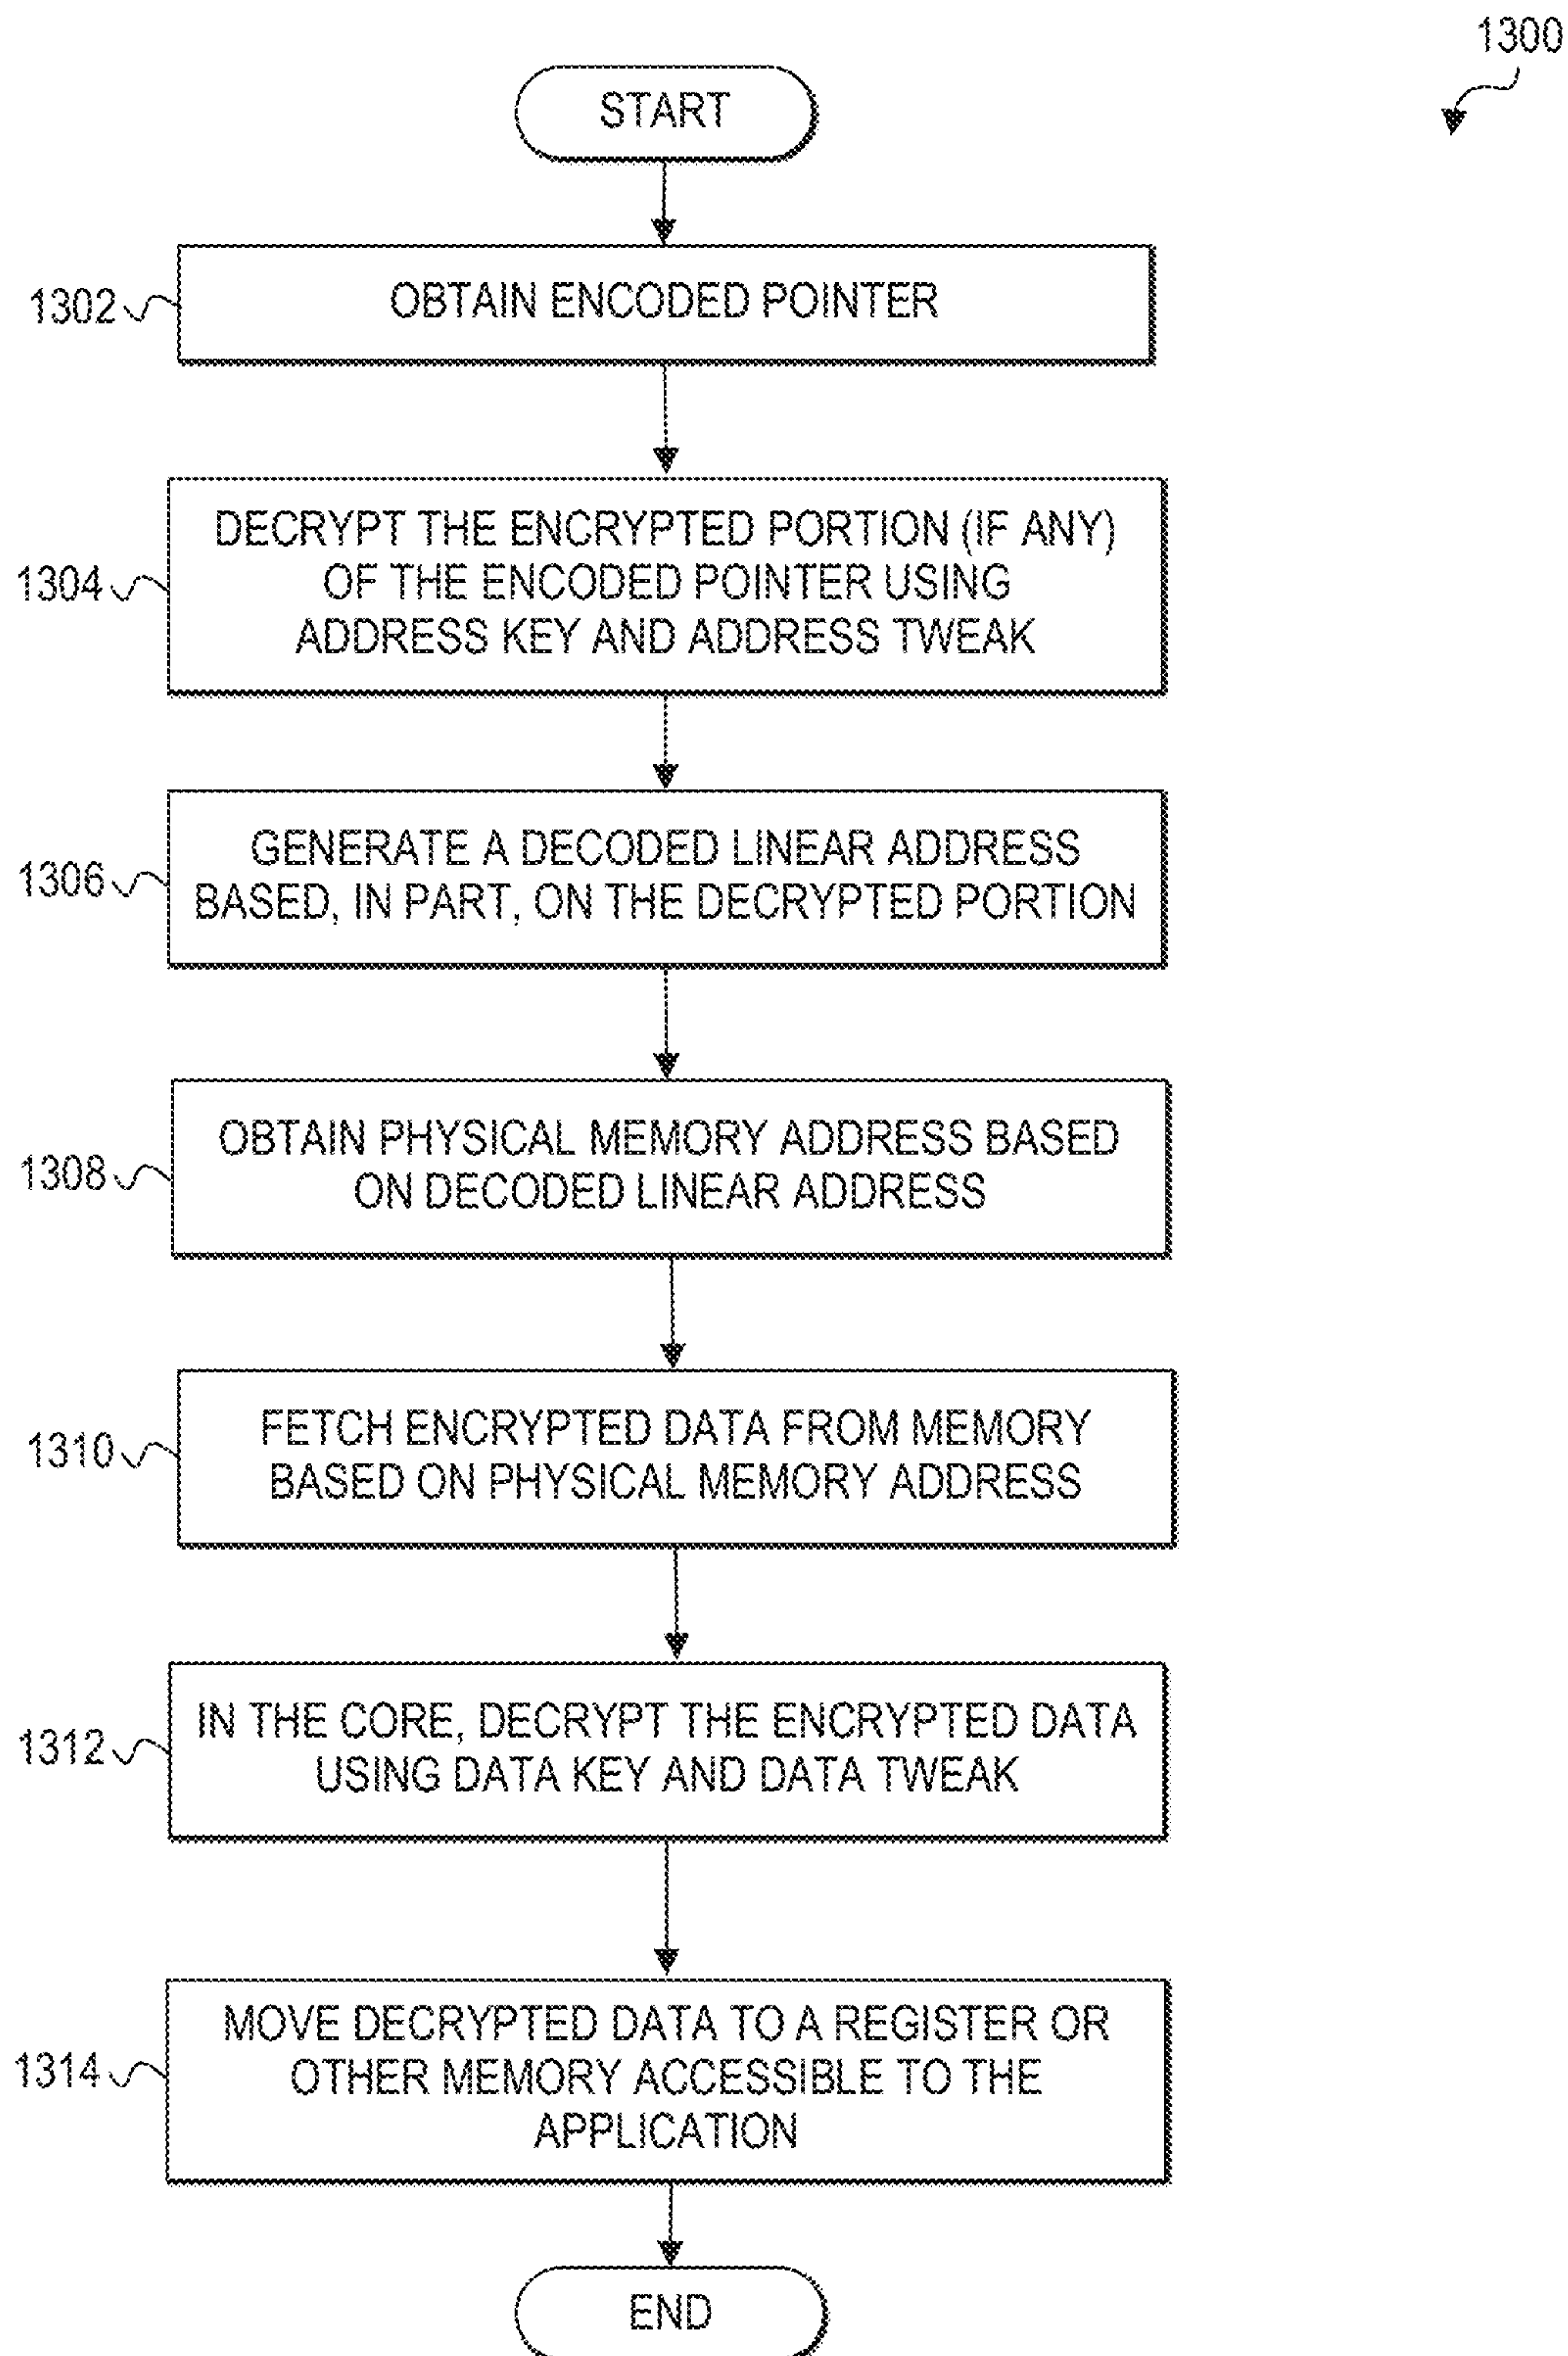 1300
START
1302
OBTAIN ENCODED POINTER
1304
DECRYPT THE ENCRYPTED PORTION (IF ANY)
OF THE ENCODED POINTER USING
ADDRESS KEY AND ADDRESS TWEAK
1306
GENERATE A DECODED LINEAR ADDRESS
BASED, IN PART, ON THE DECRYPTED PORTION
1308
OBTAIN PHYSICAL MEMORY ADDRESS BASED
ON DECODED LINEAR ADDRESS
1310
FETCH ENCRYPTED DATA FROM MEMORY
BASED ON PHYSICAL MEMORY ADDRESS
1312
IN THE CORE, DECRYPT THE ENCRYPTED DATA
USING DATA KEY AND DATA TWEAK
1314
MOVE DECRYPTED DATA TO A REGISTER OR
OTHER MEMORY ACCESSIBLE TO THE
APPLICATION
END